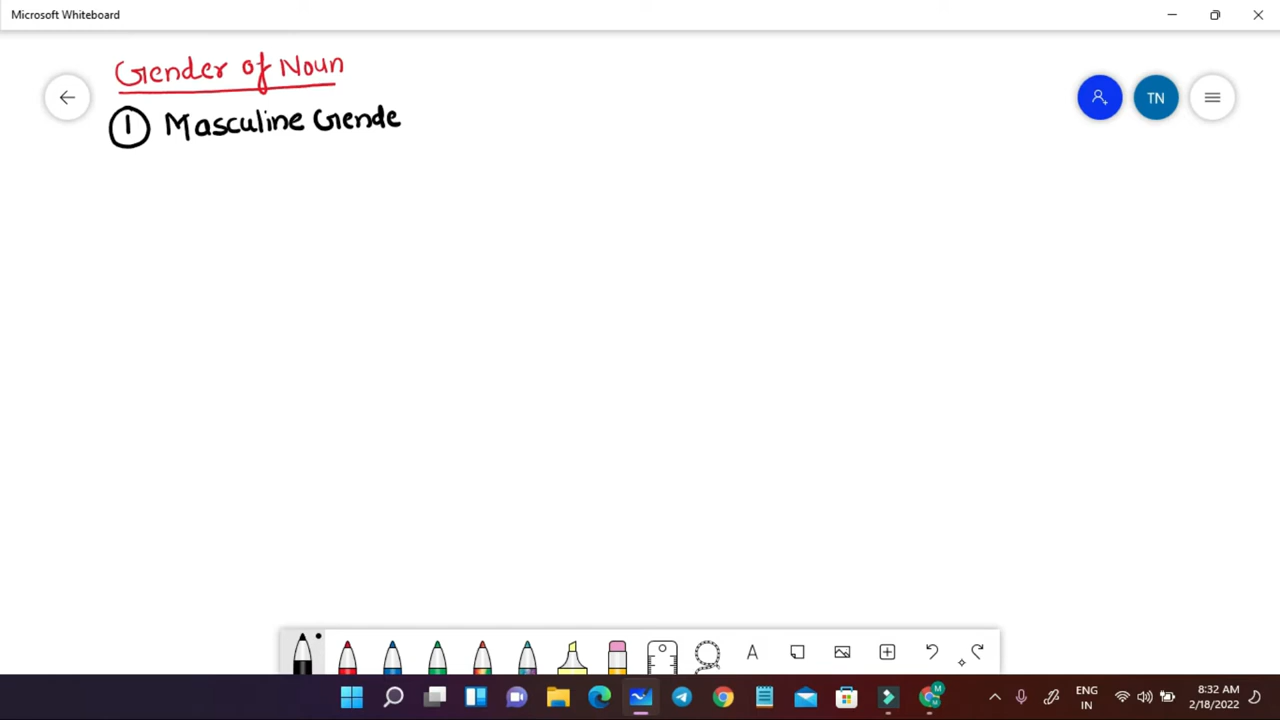 Microsoft Whiteboard
Gender of Noun
TN
1 Masculine Gende
A
M
ENG
IN
8:32 AM
2/18/2022